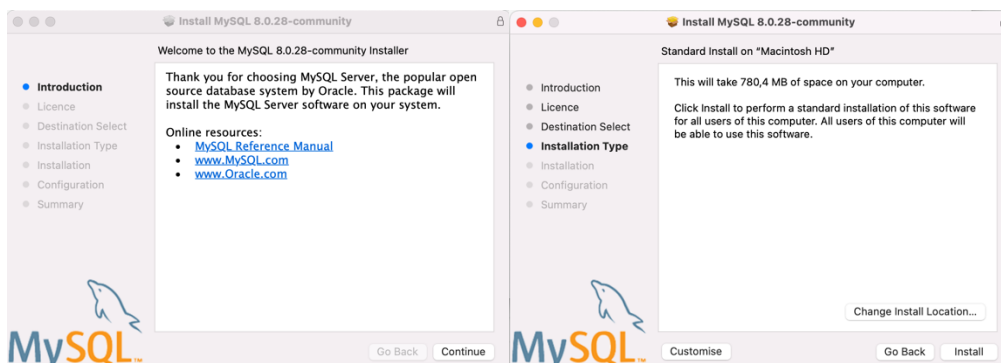 Install MySQL 8.0.28-community
Welcome to the MySQL 8.0.28-community Installer
Introduction
Licence
Destination Select
Installation Type
Installation
Configuration
Summary
Thank you for choosing MySQL Server, the popular open
source database system by Oracle. This package will
install the MySQL Server software on your system.
Online resources:
• MySQL Reference Manual
• www.MySQL.com
• www.Oracle.com
MySQL
Go Back
Continue
Install MySQL 8.0.28-community
Standard Install on “Macintosh HD”
Introduction
Licence
Destination Select
Installation Type
Installation
Configuration
Summary
This will take 780,4 MB of space on your computer.
Click Install to perform a standard installation of this software
for all users of this computer. All users of this computer will
be able to use this software.
Change Install Location...
MySQL
Customise
Go Back
Install